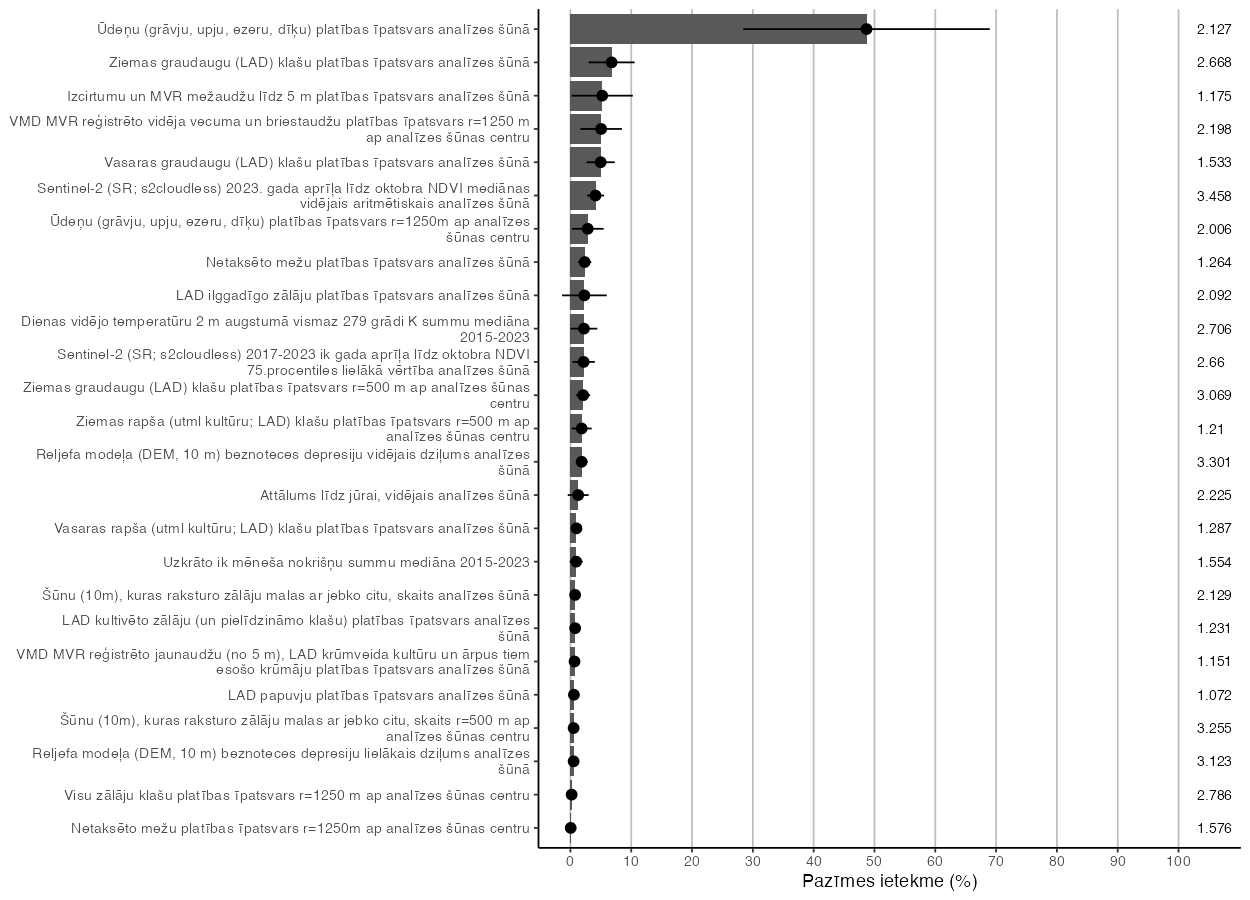 Ūdeņu (grāvju, upju, ezeru, dīķu) platības īpatsvars analīzes šūnā 2.127
Ziemas graudaugu (LAD) klašu platības īpatsvars analīzes šūnā 2.668
Izcirtumu un MVR mežaudžu līdz 5 m platības īpatsvars analīzes šūnā 1.175
VMD MVR reģistrēto vidēja vecuma un briestaudžu platības īpatsvars r=1250 m
ap analīzes šūnas centru 2.198
Vasaras graudaugu (LAD) klašu platības īpatsvars analīzes šūnā 1.533
Sentinel-2 (SR; s2cloudless) 2023. gada aprīļa līdz oktobra NDVI mediānas
vidējais aritmētiskais analīzes šūnā 3.458
Ūdeņu (grāvju, upju, ezeru, dīķu) platības īpatsvars r=1250m ap analīzes
šūnas centru 2.006
Netaksēto mežu platības īpatsvars analīzes šūnā 1.264
LAD ilggadīgo zālāju platības īpatsvars analīzes šūnā 2.092
Dienas vidējo temperatūru 2 m augstumā vismaz 279 grādi K summu mediāna
2015-2023 2.706
Sentinel-2 (SR; s2cloudless) 2017-2023 ik gada aprīļa līdz oktobra NDVI
75.procentiles lielākā vērtība analīzes šūnā 2.66
Ziemas graudaugu (LAD) klašu platības īpatsvars r=500 m ap analīzes šūnas
centru 3.069
Ziemas rapša (utml kultūru; LAD) klašu platības īpatsvars r=500 m ap
analīzes šūnas centru 1.21
Reljefa modeļa (DEM, 10 m) beznoteces depresiju vidējais dziļums analīzes
šūnā 3.301
Attālums līdz jūrai, vidējais analīzes šūnā 2.225
Vasaras rapša (utml kultūru; LAD) klašu platības īpatsvars analīzes šūnā 1.287
Uzkrāto ik mēneša nokrišņu summu mediāna 2015-2023 1.554
Šūnu (10m), kuras raksturo zālāju malas ar jebko citu, skaits analīzes šūnā 2.129
LAD kultivēto zālāju (un pielīdzināmo klašu) platības īpatsvars analīzes
šūnā 1.231
VMD MVR reģistrēto jaunaudžu (no 5 m), LAD krūmveida kultūru un ārpus tiem
esošo krūmāju platības īpatsvars analīzes šūnā 1.151
LAD papuvju platības īpatsvars analīzes šūnā 1.072
Šūnu (10m), kuras raksturo zālāju malas ar jebko citu, skaits r=500 m ap
analīzes šūnas centru 3.255
Reljefa modeļa (DEM, 10 m) beznoteces depresiju lielākais dziļums analīzes
šūnā 3.123
Visu zālāju klašu platības īpatsvars r=1250 m ap analīzes šūnas centru 2.786
Netaksēto mežu platības īpatsvars r=1250m ap analīzes šūnas centru 1.576
0 10 20 30 40 50 60 70 80 90 100
Pazīmes ietekme (%)